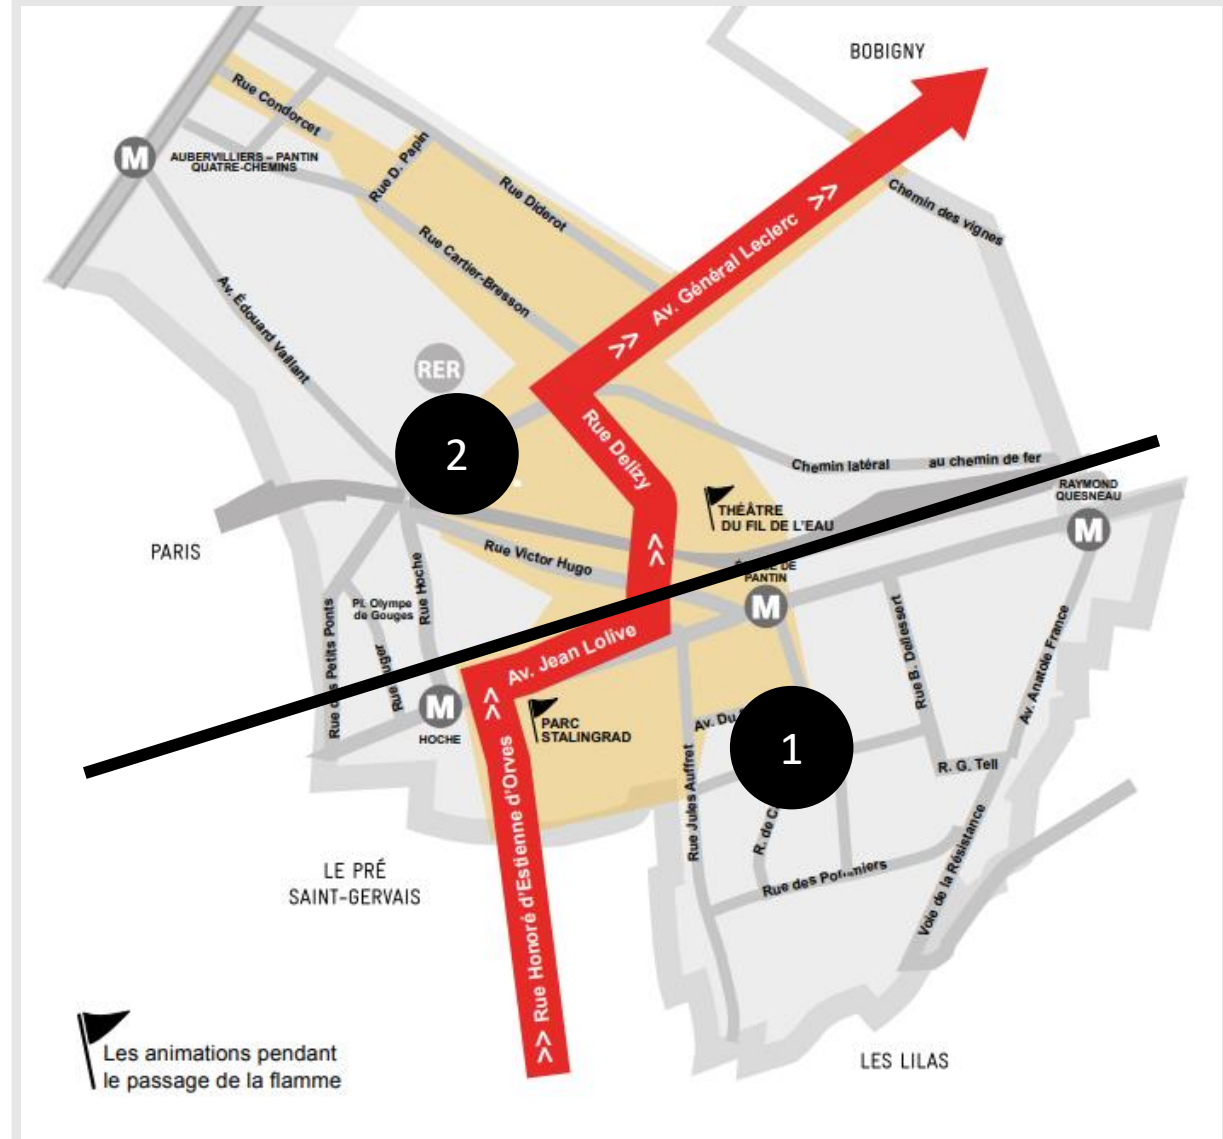 BOBIGNY
Rue Condorcet
M
AUBERVILLIERS – PANTIN
QUATRE-CHEMINS
Rue D. Papin
Rue Diderot
Chemin des vignes
>>
Av. Général Leclerc
>>
Rue Cartier-Bresson
Av. Édouard Vaillant
RER
2
Rue Delizy
Chemin latéral
au chemin de fer
RAYMOND
QUESNEAU
M
THÉÂTRE
DU FIL DE L'EAU
PARIS
Rue Victor Hugo
>>
DE
PANTIN
M
Rue Hoche
Pl. Olympe
de Gouges
Rue des Petits Ponts
Rue
Rue B. Delessert
Av. Anatole France
Av. Jean Lolive
>>
M
HOCHE
PARC
STALINGRAD
Av. Du
1
R. G. Tell
Rue Jules Auffret
R. de
Rue des
Voie de la Résistance
Rue Honoré d'Estienne d'Orves
>>
LE PRÉ
SAINT-GERVAIS
LES LILAS
Les animations pendant
le passage de la flamme